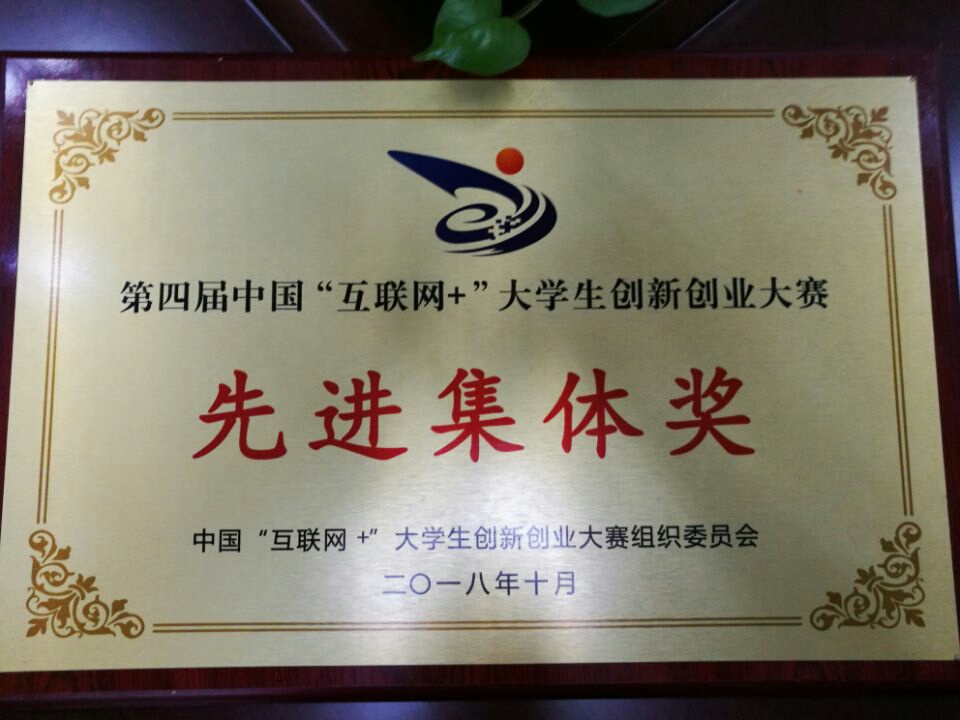 第四届中国“互联网+”大学生创新创业大赛
先进集体奖
中国“互联网+”大学生创新创业大赛组织委员会
二〇一八年十月